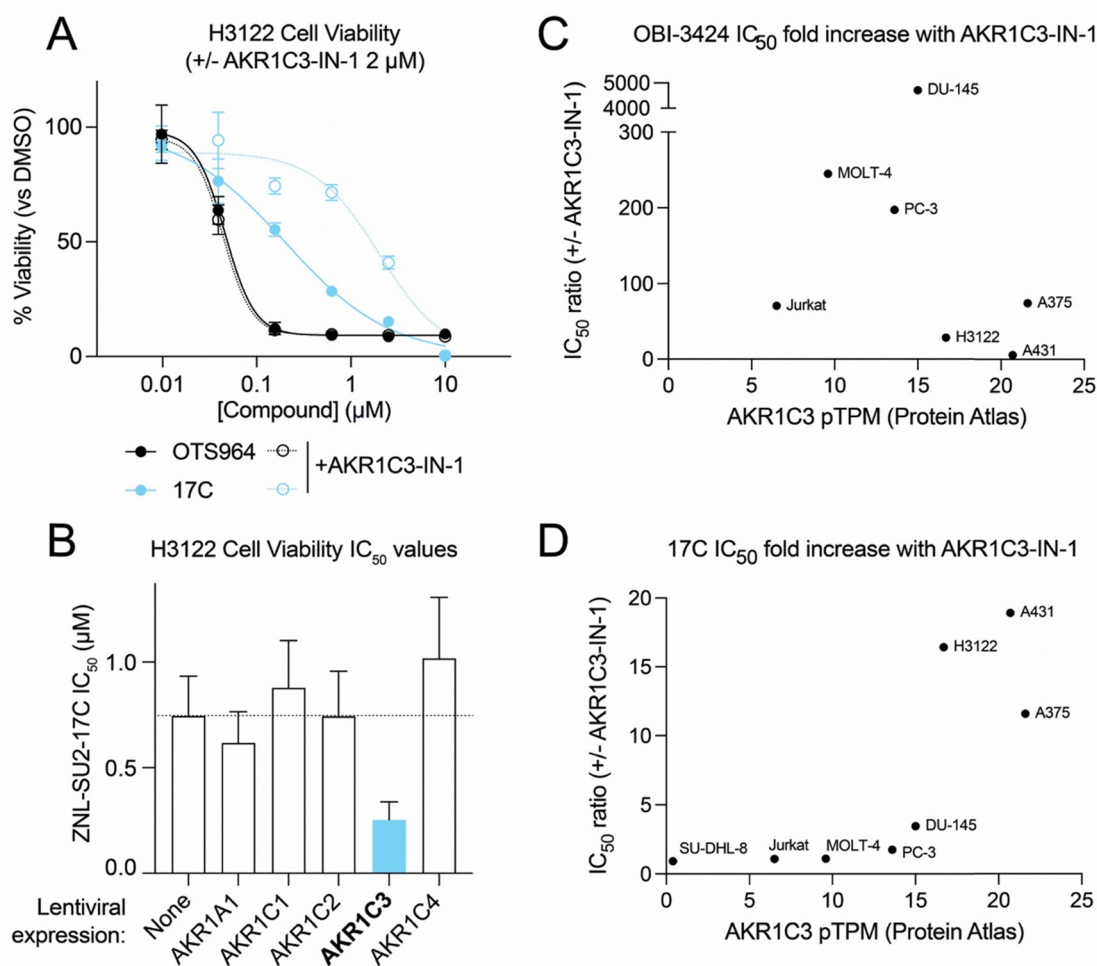 A
H3122 Cell Viability
(+/- AKR1C3-IN-1 2 µM)
% Viability (vs DMSO)
100
50
0
0.01
0.1
1
10
[Compound] (µM)
OTS964
17C
+AKR1C3-IN-1
B
H3122 Cell Viability IC50 values
ZNL-SU2-17C IC50 (µM)
1.0
0.5
0.0
Lentiviral
expression:
None
AKR1A1
AKR1C1
AKR1C2
AKR1C3
AKR1C4
C
OBI-3424 IC50 fold increase with AKR1C3-IN-1
IC50 ratio (+/- AKR1C3-IN-1)
5000
4000
300
200
100
0
DU-145
MOLT-4
PC-3
Jurkat
A375
H3122
A431
0
5
10
15
20
25
AKR1C3 pTPM (Protein Atlas)
D
17C IC50 fold increase with AKR1C3-IN-1
IC50 ratio (+/- AKR1C3-IN-1)
20
15
10
5
0
A431
H3122
A375
DU-145
SU-DHL-8
Jurkat
MOLT-4
PC-3
0
5
10
15
20
25
AKR1C3 pTPM (Protein Atlas)